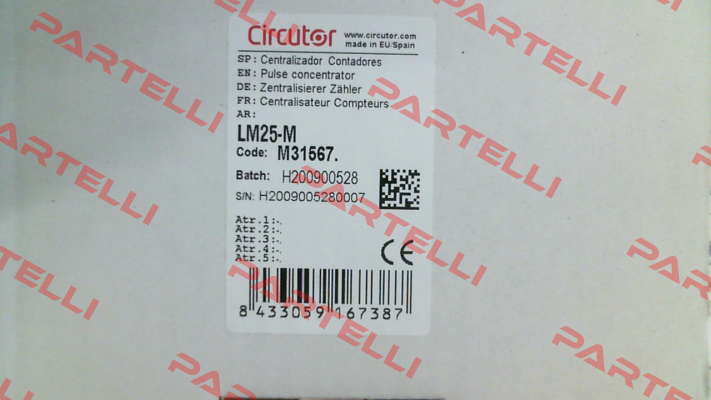 Circutor www.circutor.com
made in EU/Spain
SP: Centralizador Contadores
EN: Pulse concentrator
DE: Zentralisierer Zähler
FR: Centralisateur Compteurs
AR:
LM25-M
Code: M31567.
Batch: H200900528
S/N: H2009005280007
Atr.1:-.
Atr.2:-.
Atr.3:-.
Atr.4:-.
Atr.5:-.
CE
8 433059 167387
PARTELLI
PARTELLI
PARTELLI
PARTELLI
PARTELLI
PARTELLI
PARTELLI
PARTELLI
PARTELLI
PARTELLI